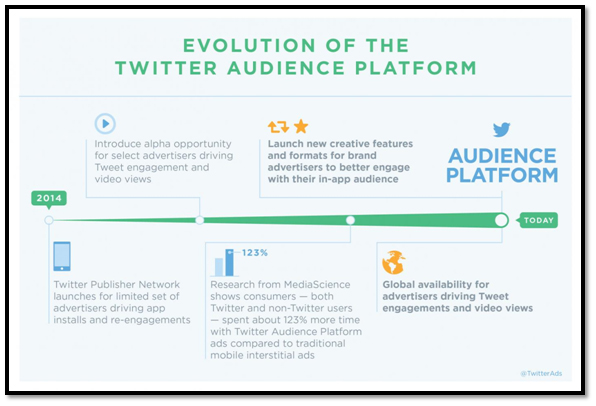 EVOLUTION OF THE
TWITTER AUDIENCE PLATFORM
Introduce alpha opportunity
for select advertisers driving
Tweet engagement and
video views
Launch new creative features
and formats for brand
advertisers to better engage
with their in-app audience
AUDIENCE
PLATFORM
2014
TODAY
Twitter Publisher Network
launches for limited set of
advertisers driving app
installs and re-engagements
123%
Research from MediaScience
shows consumers — both
Twitter and non-Twitter users
— spent about 123% more time
with Twitter Audience Platform
ads compared to traditional
mobile interstitial ads
Global availability for
advertisers driving Tweet
engagements and video views
@TwitterAds